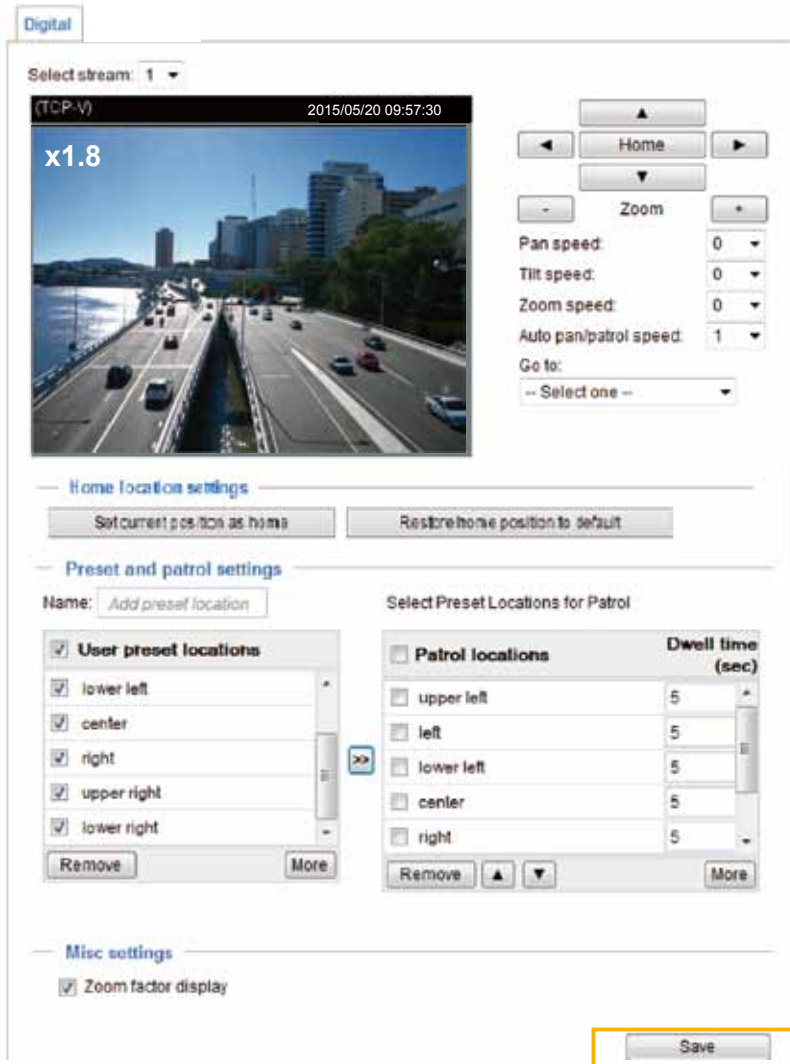 Digital
Select stream: 1
(TCP-V) 2015/05/20 09:57:30
x1.8
Home
- Zoom +
Pan speed: 0
Tilt speed: 0
Zoom speed: 0
Auto pan/patrol speed: 1
Go to:
-- Select one --
Home location settings
Set current position as home Restore home position to default
Preset and patrol settings
Name: Add preset location Select Preset Locations for Patrol
User preset locations
lower left
center
right
upper right
lower right
Remove More
>>
Patrol locations Dwell time (sec)
upper left 5
left 5
lower left 5
center 5
right 5
Remove More
Misc settings
Zoom factor display
Save